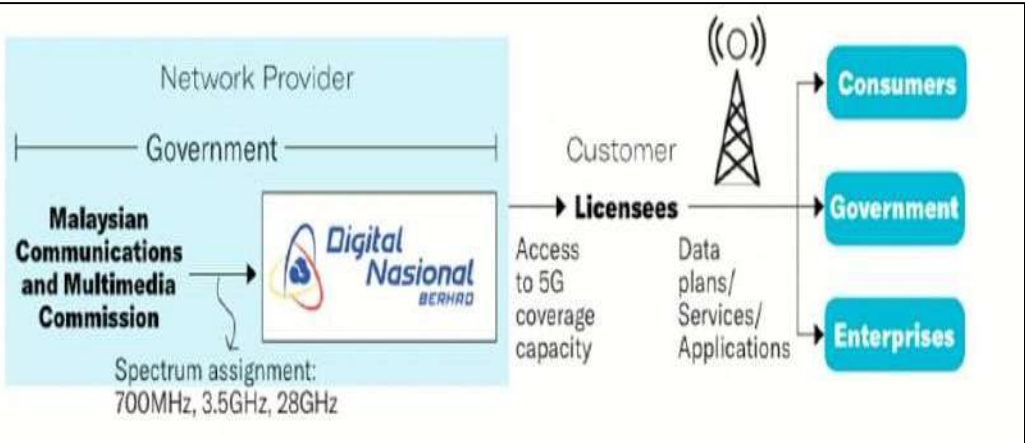 Network Provider
Government
Malaysian
Communications
and Multimedia
Commission
Digital
Nasional
BERHAD
Spectrum assignment:
700MHz, 3.5GHz, 28GHz
Customer
Licensees
Access
to 5G
coverage
capacity
Data
plans/
Services/
Applications
Consumers
Government
Enterprises